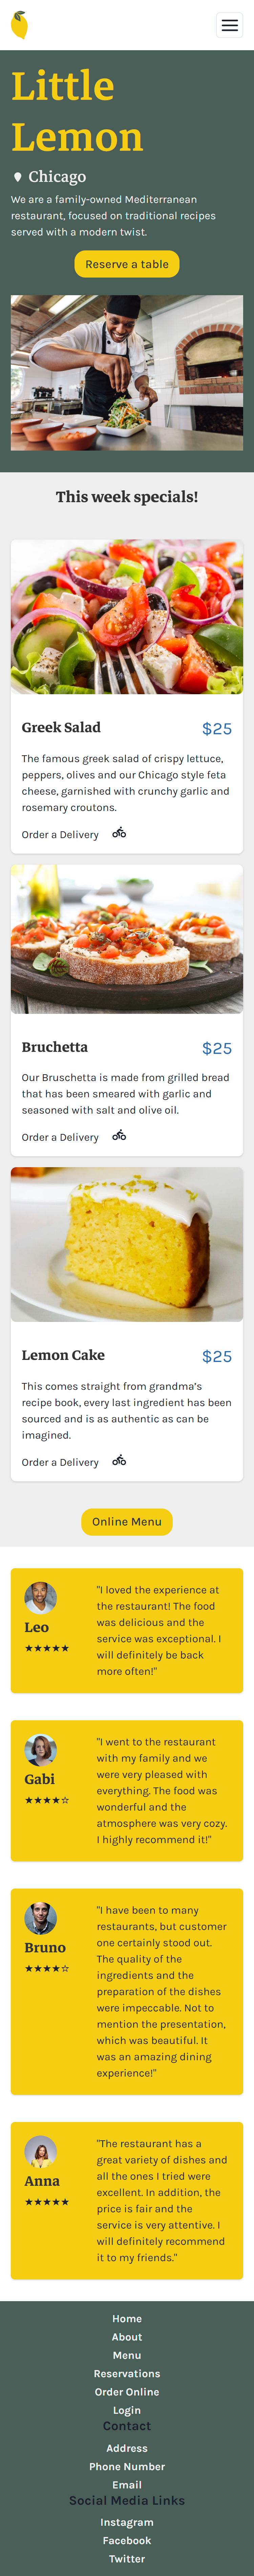 Little
Lemon
Chicago
We are a family-owned Mediterranean
restaurant, focused on traditional recipes
served with a modern twist.
Reserve a table
This week specials!
Greek Salad
$25
The famous greek salad of crispy lettuce,
peppers, olives and our Chicago style feta
cheese, garnished with crunchy garlic and
rosemary croutons.
Order a Delivery
Bruchetta
$25
Our Bruschetta is made from grilled bread
that has been smeared with garlic and
seasoned with salt and olive oil.
Order a Delivery
Lemon Cake
$25
This comes straight from grandma's
recipe book, every last ingredient has been
sourced and is as authentic as can be
imagined.
Order a Delivery
Online Menu
Leo
★★★★★
"I loved the experience at
the restaurant! The food
was delicious and the
service was exceptional. I
will definitely be back
more often!"
Gabi
★★★★☆
"I went to the restaurant
with my family and we
were very pleased with
everything. The food was
wonderful and the
atmosphere was very cozy.
I highly recommend it!"
Bruno
★★★★☆
"I have been to many
restaurants, but customer
one certainly stood out.
The quality of the
ingredients and the
preparation of the dishes
were impeccable. Not to
mention the presentation,
which was beautiful. It
was an amazing dining
experience!"
Anna
★★★★★
"The restaurant has a
great variety of dishes and
all the ones I tried were
excellent. In addition, the
price is fair and the
service is very attentive. I
will definitely recommend
it to my friends."
Home
About
Menu
Reservations
Order Online
Login
Contact
Address
Phone Number
Email
Social Media Links
Instagram
Facebook
Twitter